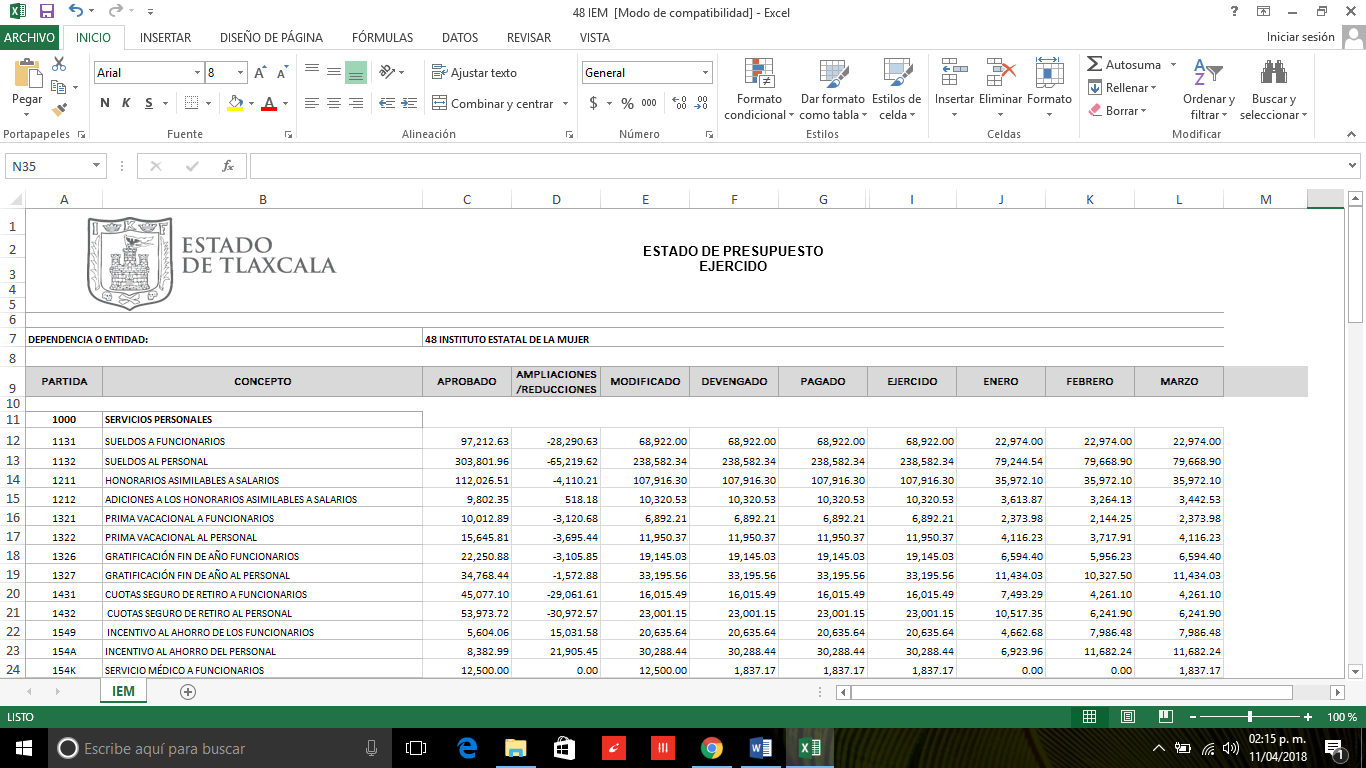 48 IEM [Modo de compatibilidad] - Excel
ARCHIVO INICIO INSERTAR DISEÑO DE PÁGINA FÓRMULAS DATOS REVISAR VISTA Iniciar sesión
Pegar
Portapapeles
Arial 8
N K S
Fuente
Ajustar texto
Combinar y centrar
Alineación
General
$ % 000
Número
Formato condicional
Dar formato como tabla
Estilos de celda
Estilos
Insertar Eliminar Formato
Celdas
Autosuma
Rellenar
Borrar
Ordenar y filtrar
Buscar y seleccionar
Modificar
N35 fx
A B C D E F G I J K L M
1
2
3
4
5
6
ESTADO
DE TLAXCALA
ESTADO DE PRESUPUESTO
EJERCIDO
7 DEPENDENCIA O ENTIDAD: 48 INSTITUTO ESTATAL DE LA MUJER
8
9 PARTIDA CONCEPTO APROBADO AMPLIACIONES /REDUCCIONES MODIFICADO DEVENGADO PAGADO EJERCIDO ENERO FEBRERO MARZO
10
11 1000 SERVICIOS PERSONALES
12 1131 SUELDOS A FUNCIONARIOS 97,212.63 -28,290.63 68,922.00 68,922.00 68,922.00 68,922.00 22,974.00 22,974.00 22,974.00
13 1132 SUELDOS AL PERSONAL 303,801.96 -65,219.62 238,582.34 238,582.34 238,582.34 238,582.34 79,244.54 79,668.90 79,668.90
14 1211 HONORARIOS ASIMILABLES A SALARIOS 112,026.51 -4,110.21 107,916.30 107,916.30 107,916.30 107,916.30 35,972.10 35,972.10 35,972.10
15 1212 ADICIONES A LOS HONORARIOS ASIMILABLES A SALARIOS 9,802.35 518.18 10,320.53 10,320.53 10,320.53 10,320.53 3,613.87 3,264.13 3,442.53
16 1321 PRIMA VACACIONAL A FUNCIONARIOS 10,012.89 -3,120.68 6,892.21 6,892.21 6,892.21 6,892.21 2,373.98 2,144.25 2,373.98
17 1322 PRIMA VACACIONAL AL PERSONAL 15,645.81 -3,695.44 11,950.37 11,950.37 11,950.37 11,950.37 4,116.23 3,717.91 4,116.23
18 1326 GRATIFICACIÓN FIN DE AÑO FUNCIONARIOS 22,250.88 -3,105.85 19,145.03 19,145.03 19,145.03 19,145.03 6,594.40 5,956.23 6,594.40
19 1327 GRATIFICACIÓN FIN DE AÑO AL PERSONAL 34,768.44 -1,572.88 33,195.56 33,195.56 33,195.56 33,195.56 11,434.03 10,327.50 11,434.03
20 1431 CUOTAS SEGURO DE RETIRO A FUNCIONARIOS 45,077.10 -29,061.61 16,015.49 16,015.49 16,015.49 16,015.49 7,493.29 4,261.10 4,261.10
21 1432 CUOTAS SEGURO DE RETIRO AL PERSONAL 53,973.72 -30,972.57 23,001.15 23,001.15 23,001.15 23,001.15 10,517.35 6,241.90 6,241.90
22 1549 INCENTIVO AL AHORRO DE LOS FUNCIONARIOS 5,604.06 15,031.58 20,635.64 20,635.64 20,635.64 20,635.64 4,662.68 7,986.48 7,986.48
23 154A INCENTIVO AL AHORRO DEL PERSONAL 8,382.99 21,905.45 30,288.44 30,288.44 30,288.44 30,288.44 6,923.96 11,682.24 11,682.24
24 154K SERVICIO MÉDICO A FUNCIONARIOS 12,500.00 0.00 12,500.00 1,837.17 1,837.17 1,837.17 0.00 0.00 1,837.17
IEM
LISTO 100 %
Escribe aquí para buscar
02:15 p. m.
11/04/2018